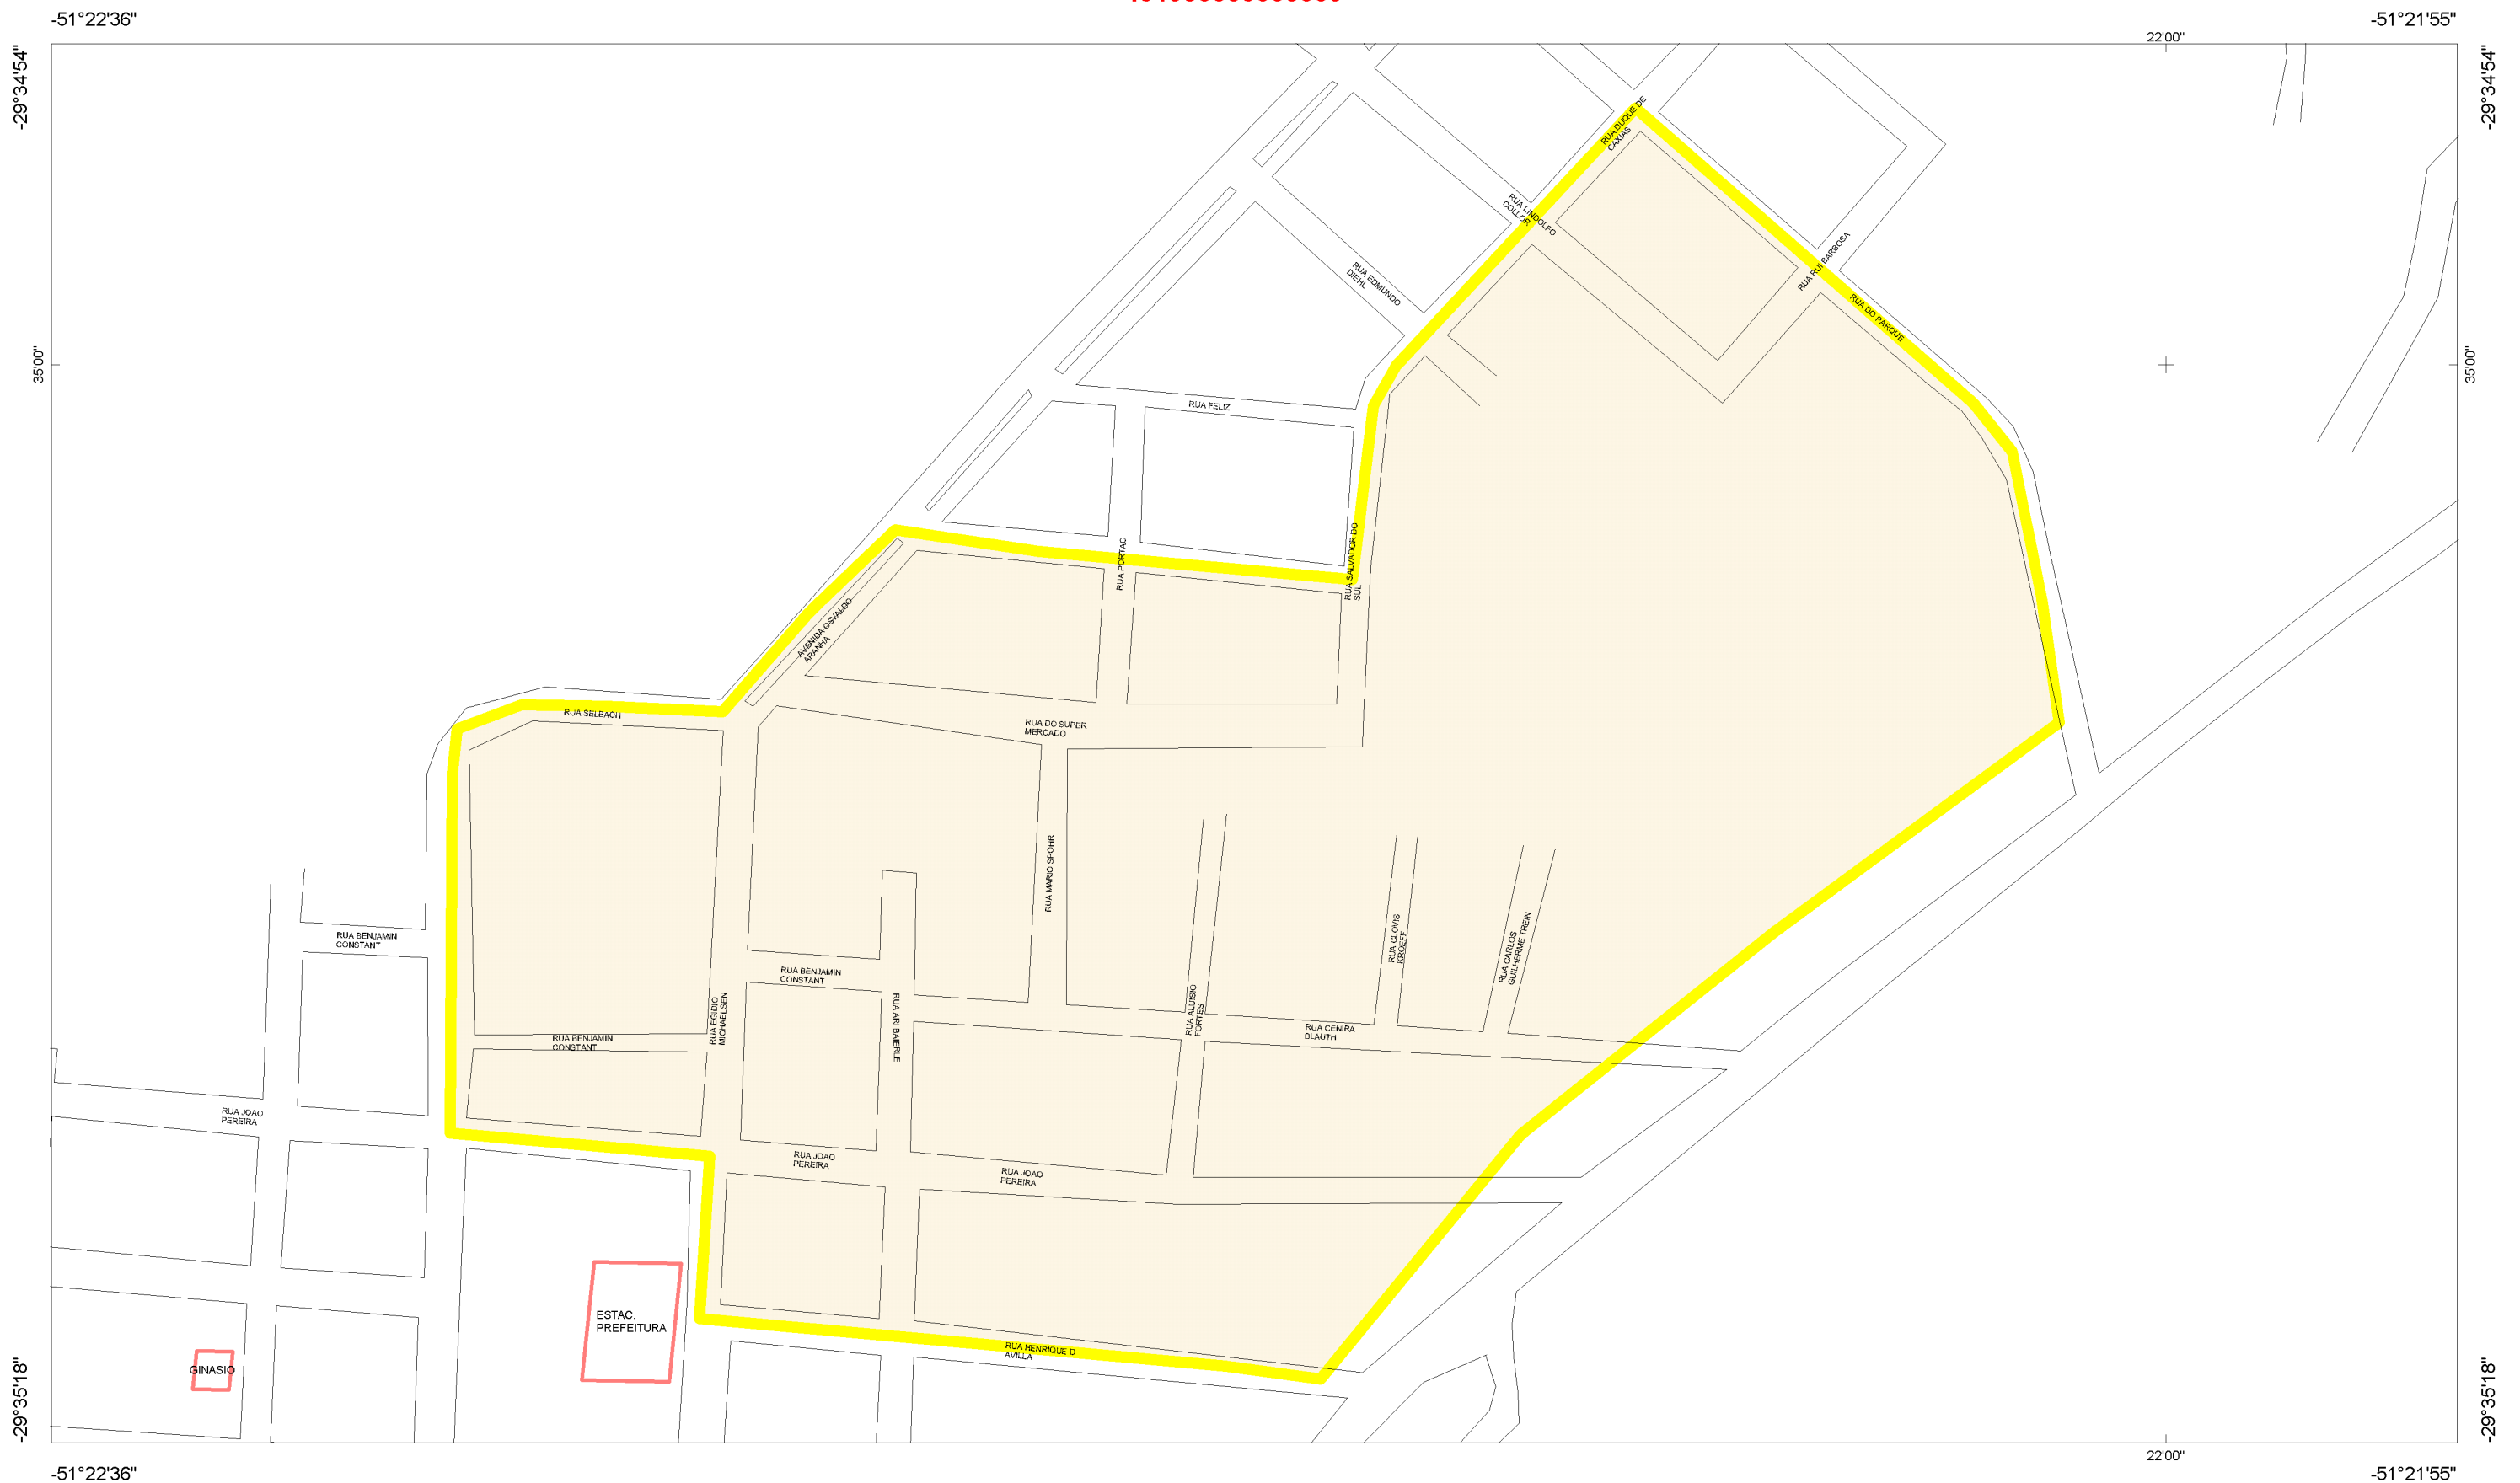 -51°22'36"
-51°21'55"
22'00"
-29°34'54"
-29°34'54"
RUA DUQUE DE
CAXIAS
RUA LINDOLFO
COLLOR
RUA RUI BARBOSA
RUA EDMUNDO
DIEHL
RUA DO PARQUE
35'00"
35'00"
RUA FELIZ
RUA PORTAO
RUA SALVADOR DO
SUL
AVENIDA OSVALDO
ARANHA
RUA SELBACH
RUA DO SUPER
MERCADO
RUA MARIO SPOHR
RUA CLOVIS
KROEFF
RUA CARLOS
GUILHERME TREIN
RUA BENJAMIN
CONSTANT
RUA BENJAMIN
CONSTANT
RUA EGIDIO
MICHAELSEN
RUA ARI BAIERLE
RUA ALUISIO
FORTES
RUA CENIRA
BLAUTH
RUA BENJAMIN
CONSTANT
RUA JOAO
PEREIRA
RUA JOAO
PEREIRA
RUA JOAO
PEREIRA
ESTAC.
PREFEITURA
RUA HENRIQUE D
AVILLA
GINASIO
-29°35'18"
-29°35'18"
22'00"
-51°22'36"
-51°21'55"